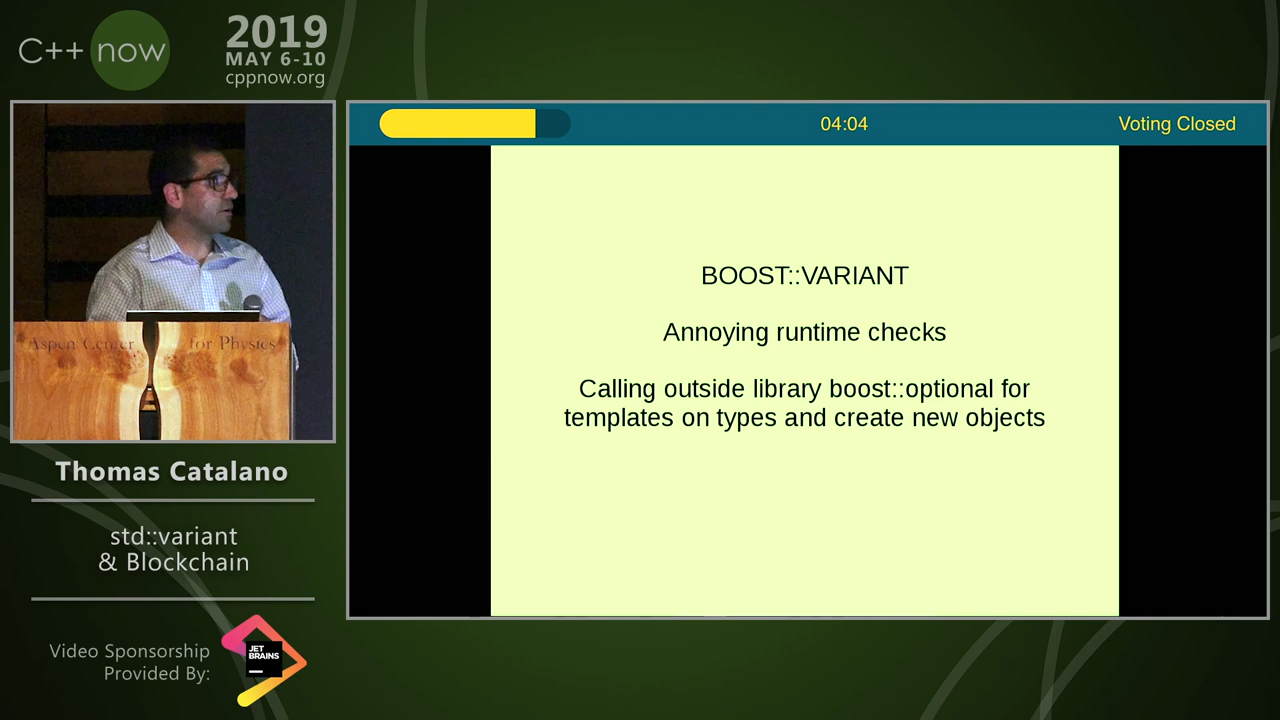 C++ now
2019
MAY 6-10
cppnow.org
04:04
Voting Closed
BOOST::VARIANT
Annoying runtime checks
Calling outside library boost::optional for
templates on types and create new objects
Aspen Center for Physics
Thomas Catalano
std::variant
& Blockchain
Video Sponsorship
Provided By:
JET
BRAINS